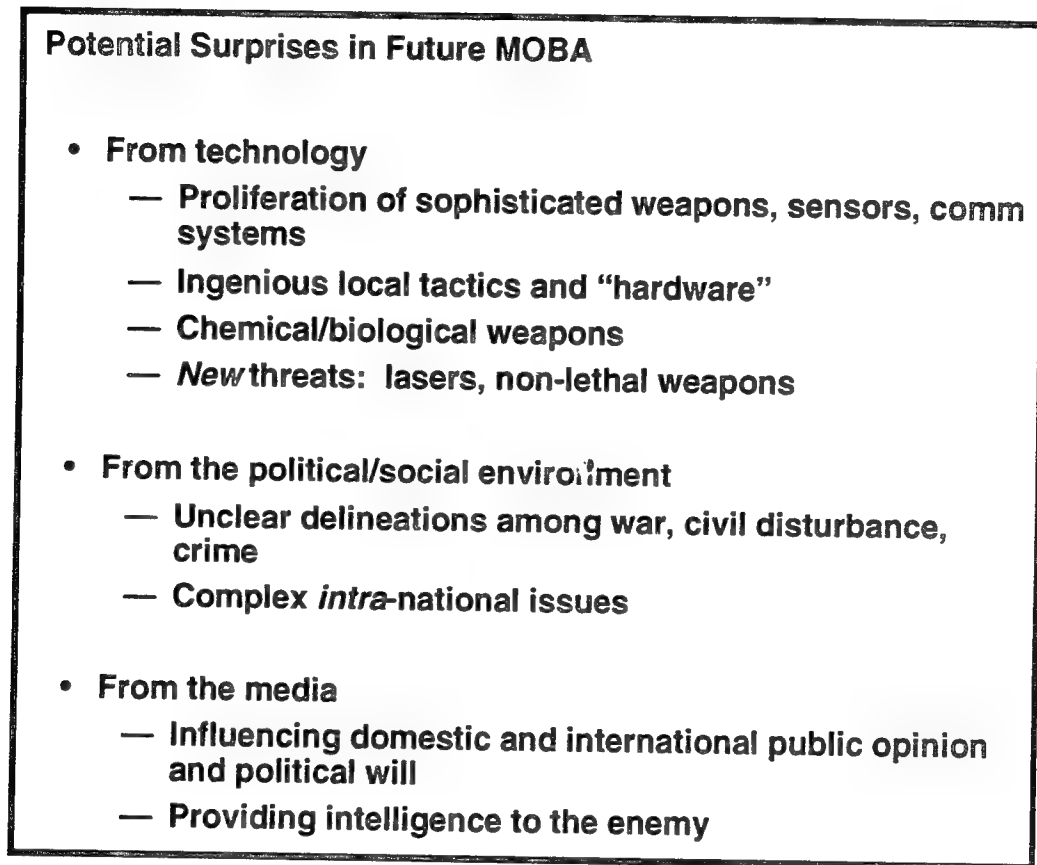 Potential Surprises in Future MOBA
• From technology
— Proliferation of sophisticated weapons, sensors, comm
systems
— Ingenious local tactics and “hardware”
— Chemical/biological weapons
— New threats: lasers, non-lethal weapons
• From the political/social environment
— Unclear delineations among war, civil disturbance,
crime
— Complex intra-national issues
• From the media
— Influencing domestic and international public opinion
and political will
— Providing intelligence to the enemy